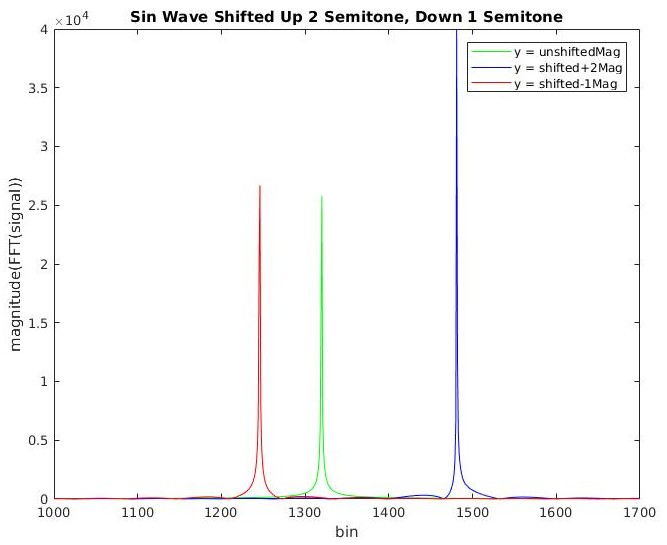 Sin Wave Shifted Up 2 Semitone, Down 1 Semitone
×10⁴
y = unshiftedMag
y = shifted+2Mag
y = shifted-1Mag
4
3.5
3
2.5
2
1.5
1
0.5
0
magnitude(FFT(signal))
1000 1100 1200 1300 1400 1500 1600 1700
bin